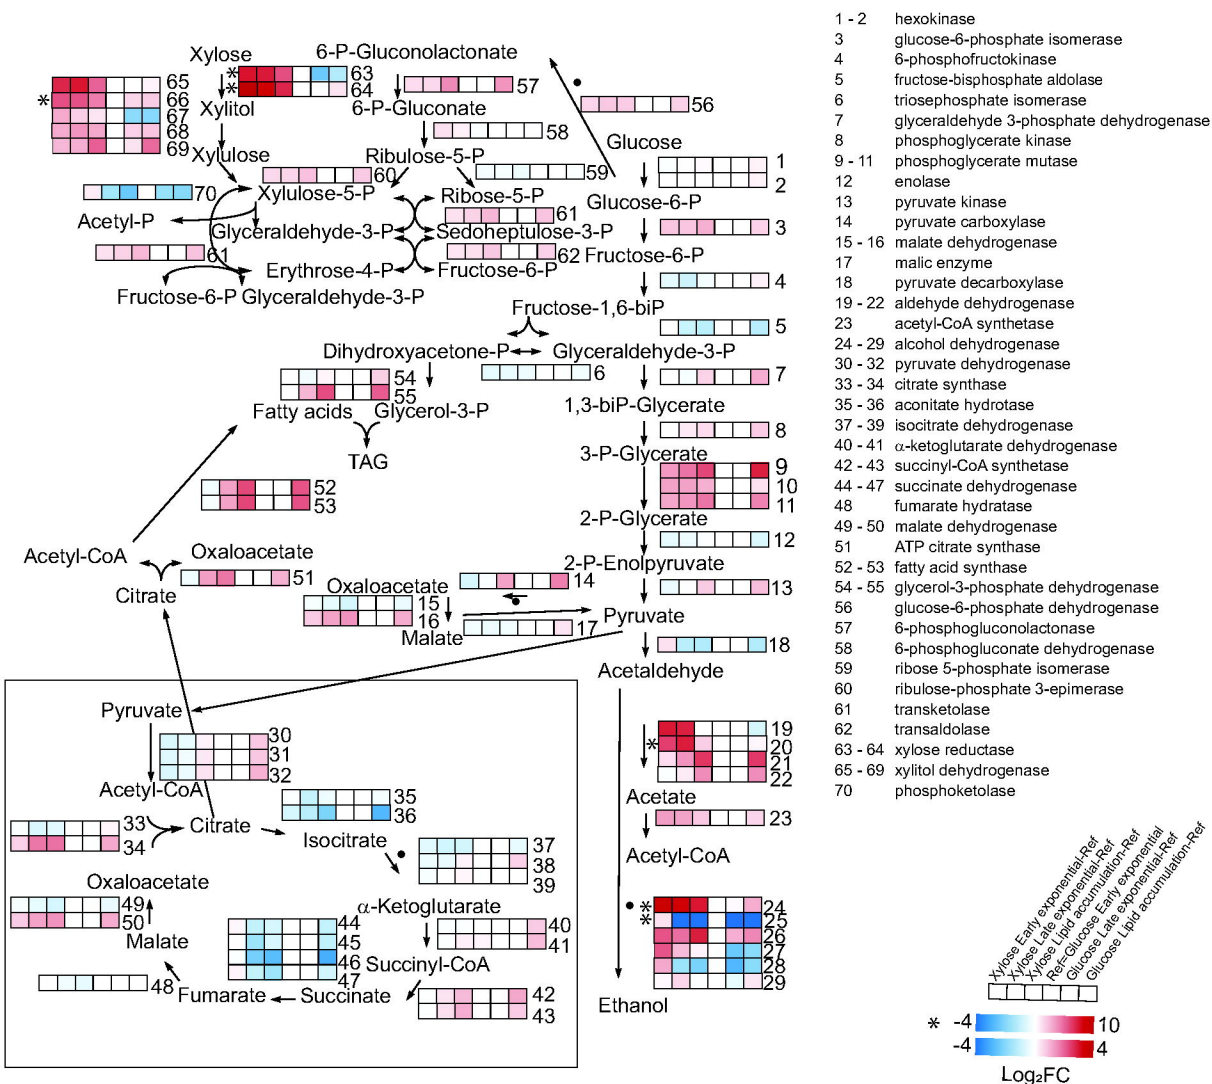 1 - 2 hexokinase
3 glucose-6-phosphate isomerase
4 6-phosphofructokinase
5 fructose-bisphosphate aldolase
6 triosephosphate isomerase
7 glyceraldehyde 3-phosphate dehydrogenase
8 phosphoglycerate kinase
9 - 11 phosphoglycerate mutase
12 enolase
13 pyruvate kinase
14 pyruvate carboxylase
15 - 16 malate dehydrogenase
17 malic enzyme
18 pyruvate decarboxylase
19 - 22 aldehyde dehydrogenase
23 acetyl-CoA synthetase
24 - 29 alcohol dehydrogenase
30 - 32 pyruvate dehydrogenase
33 - 34 citrate synthase
35 - 36 aconitate hydrotase
37 - 39 isocitrate dehydrogenase
40 - 41 α-ketoglutarate dehydrogenase
42 - 43 succinyl-CoA synthetase
44 - 47 succinate dehydrogenase
48 fumarate hydratase
49 - 50 malate dehydrogenase
51 ATP citrate synthase
52 - 53 fatty acid synthase
54 - 55 glycerol-3-phosphate dehydrogenase
56 glucose-6-phosphate dehydrogenase
57 6-phosphogluconolactonase
58 6-phosphogluconate dehydrogenase
59 ribose 5-phosphate isomerase
60 ribulose-phosphate 3-epimerase
61 transketolase
62 transaldolase
63 - 64 xylose reductase
65 - 69 xylitol dehydrogenase
70 phosphoketolase
Xylose 6-P-Gluconolactonate
* 63
* 64
65
* 66
67
68
69
57
Xylitol 6-P-Gluconate
56
58
Glucose
Xylulose Ribulose-5-P
59
1
2
60
70 Xylulose-5-P Ribose-5-P Glucose-6-P
Acetyl-P
61
3
Glyceraldehyde-3-P Sedoheptulose-3-P
61
62 Fructose-6-P
Erythrose-4-P Fructose-6-P
4
Fructose-6-P Glyceraldehyde-3-P
Fructose-1,6-biP
5
Dihydroxyacetone-P Glyceraldehyde-3-P
6
54
55
7
Fatty acids Glycerol-3-P
1,3-biP-Glycerate
8
TAG
3-P-Glycerate
9
10
11
52
53
2-P-Glycerate
12
Acetyl-CoA Oxaloacetate
51
Citrate
2-P-Enolpyruvate
Oxaloacetate
14
13
15
16
Malate
17
Pyruvate
18
Acetaldehyde
Pyruvate
30
31
32
19
* 20
21
22
Acetyl-CoA
Acetate
23
35
36
33
34
Citrate
Isocitrate
37
38
39
Acetyl-CoA
Oxaloacetate
49
50
α-Ketoglutarate
40
41
* 24
* 25
26
27
28
29
Malate
44
45
46
47
Succinyl-CoA
48
Fumarate Succinate
42
43
Ethanol
Xylose Early exponential-Ref
Xylose Late exponential-Ref
Xylose Lipid accumulation-Ref
Ref=Glucose Early exponential
Glucose Late exponential-Ref
Glucose Lipid accumulation-Ref
* -4 10
-4 4
Log₂FC